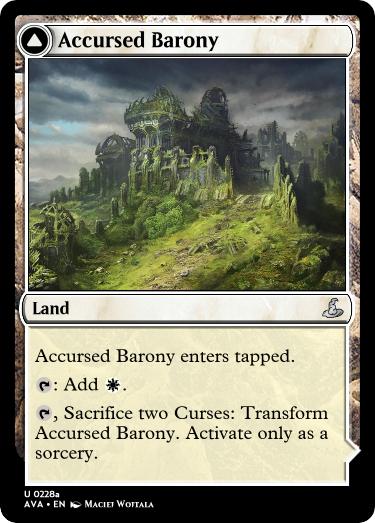 Accursed Barony
Land
Accursed Barony enters tapped.
: Add .
, Sacrifice two Curses: Transform
Accursed Barony. Activate only as a
sorcery.
U 0228a
AVA • EN Maciej Wojtala